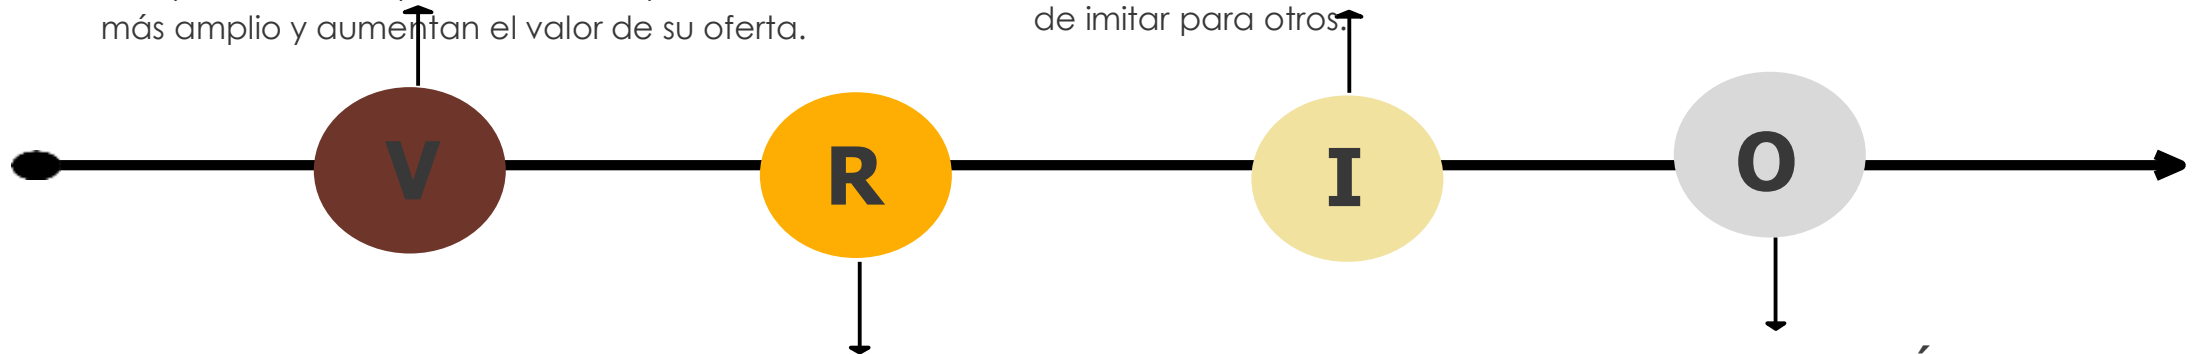 más amplio y aumentan el valor de su oferta.
de imitar para otros.
V
R
I
O